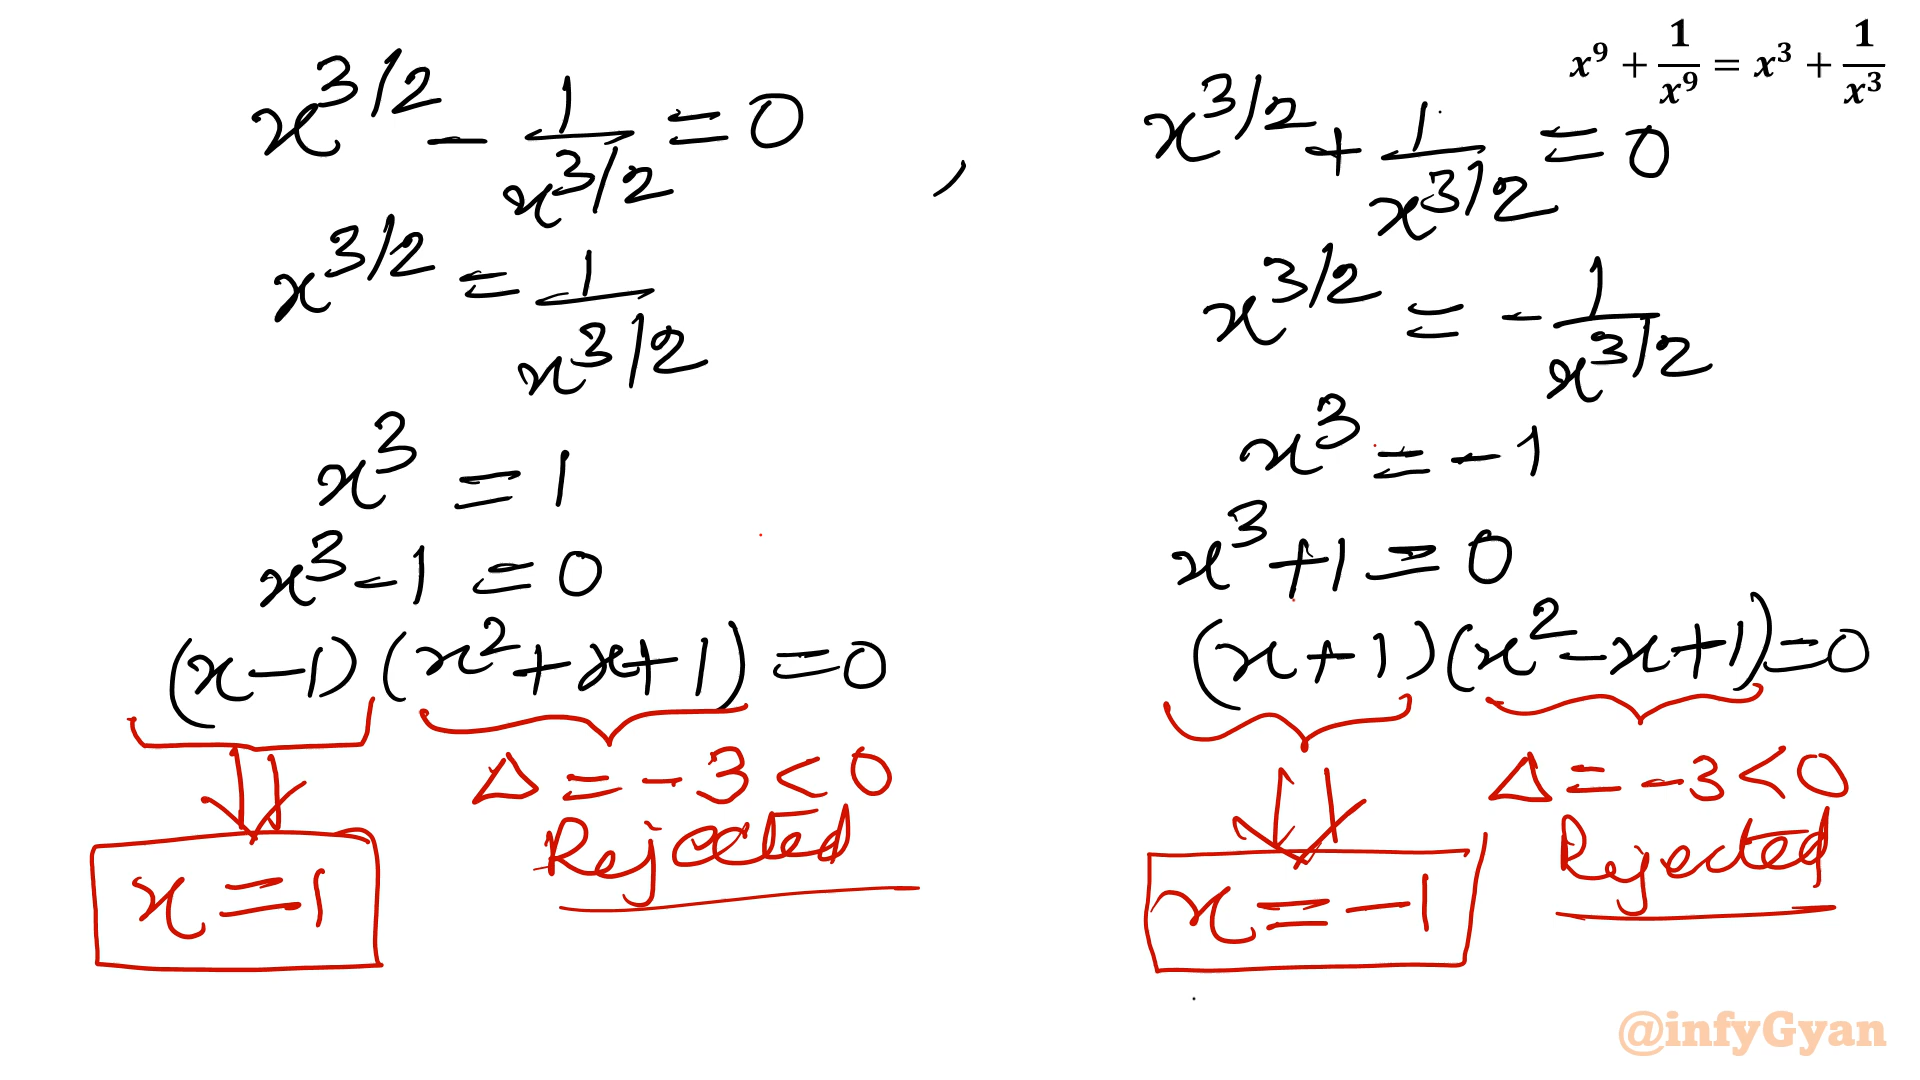 x⁹ + 1/x⁹ = x³ + 1/x³
x^3/2 - 1/x^3/2 = 0 ,
x^3/2 = 1/x^3/2
x³ = 1
x³ - 1 = 0
(x - 1) (x² + x + 1) = 0
Δ = -3 < 0
Rejected
x = 1
x^3/2 + 1/x^3/2 = 0
x^3/2 = - 1/x^3/2
x³ = -1
x³ + 1 = 0
(x + 1) (x² - x + 1) = 0
Δ = -3 < 0
Rejected
x = -1
@infyGyan